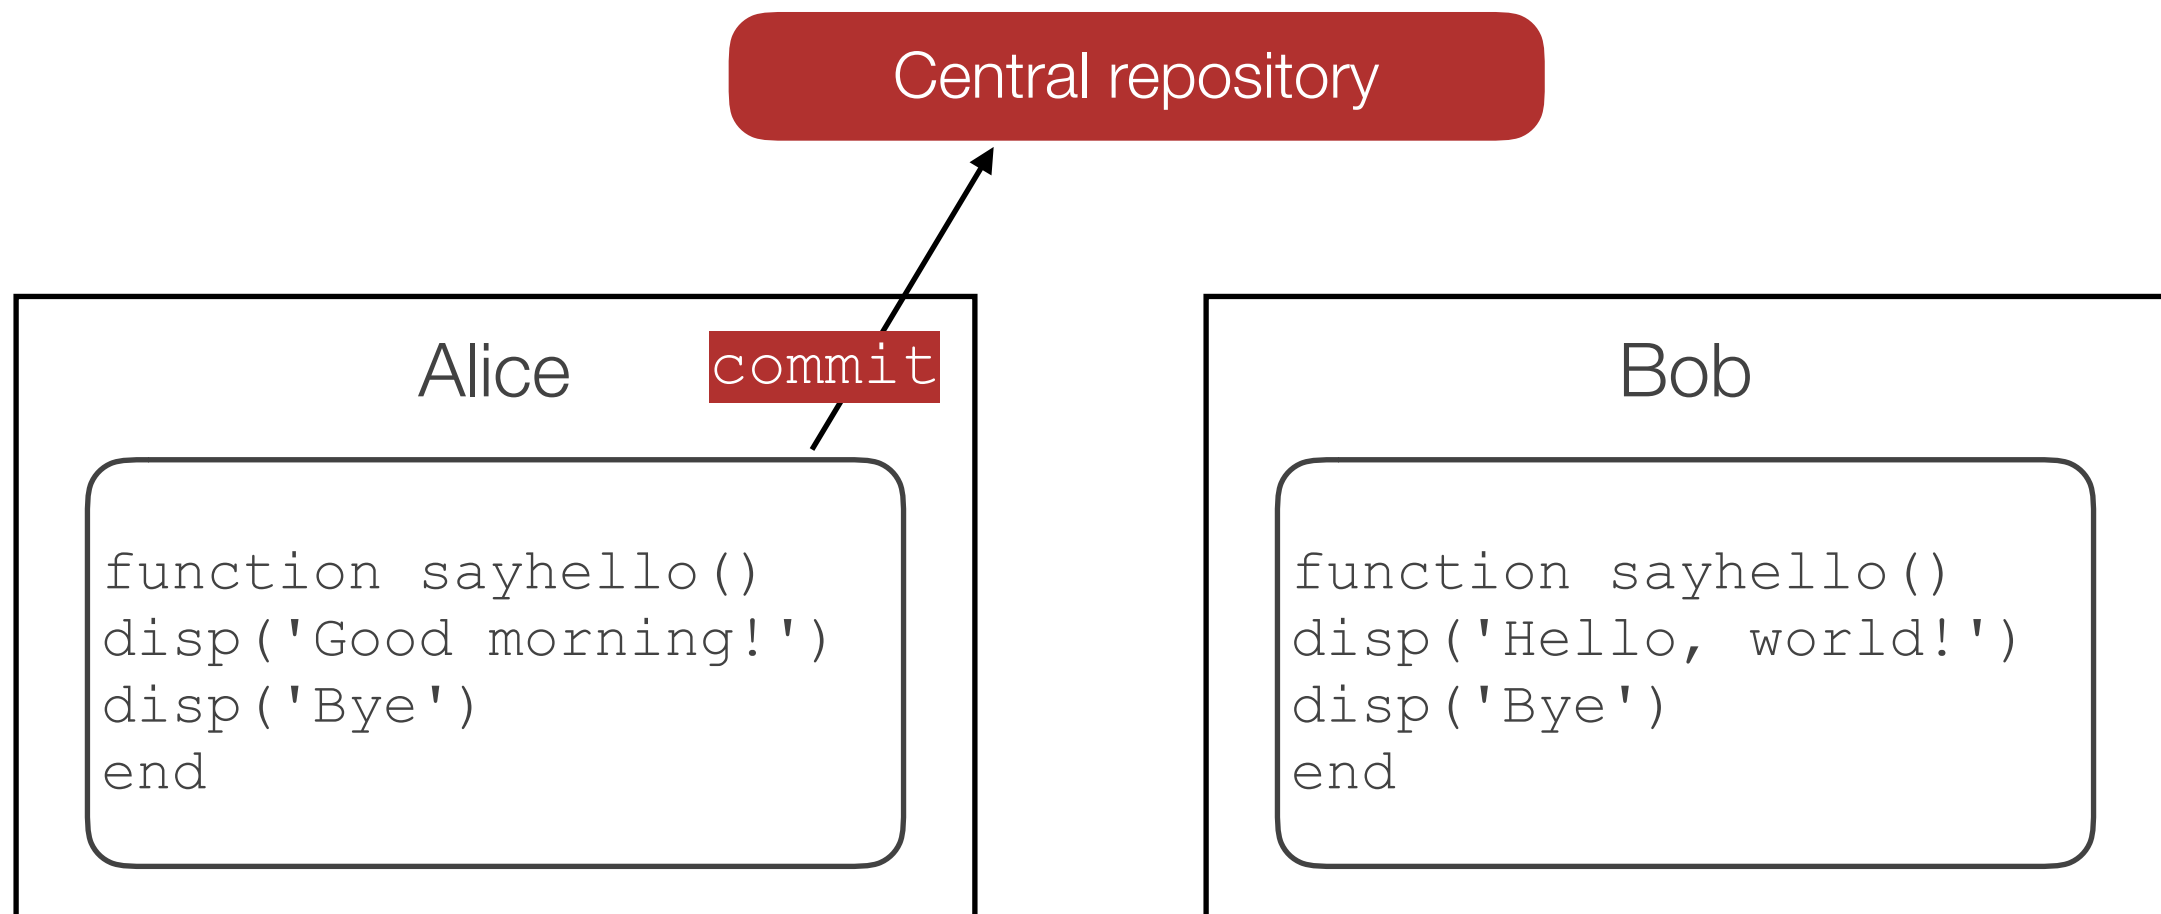 Central repository
Alice
commit
function sayhello()
disp('Good morning!')
disp('Bye')
end
Bob
function sayhello()
disp('Hello, world!')
disp('Bye')
end